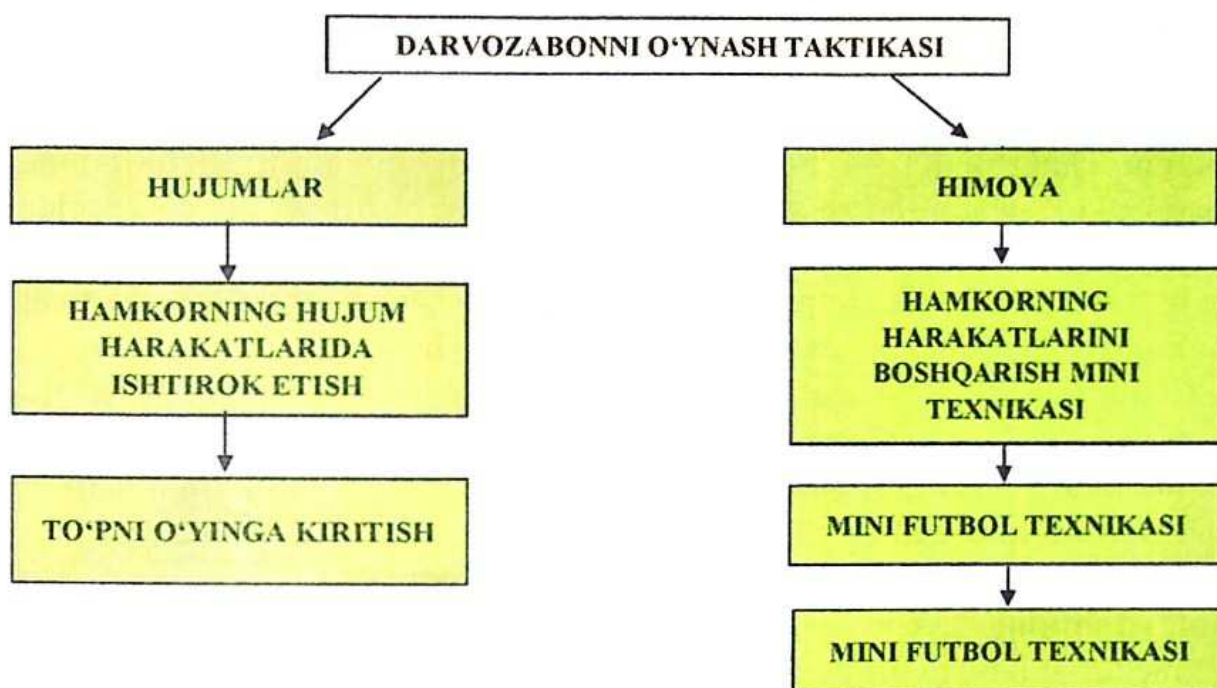 DARVOZABONNI O‘YNASH TAKTIKASI
HUJUMLAR
HAMKORNING HUJUM
HARAKATLARIDA
ISHTIROK ETISH
TO‘PNI O‘YINGA KIRITISH
HIMOYA
HAMKORNING
HARAKATLARINI
BOSHQARISH MINI
TEXNIKASI
MINI FUTBOL TEXNIKASI
MINI FUTBOL TEXNIKASI